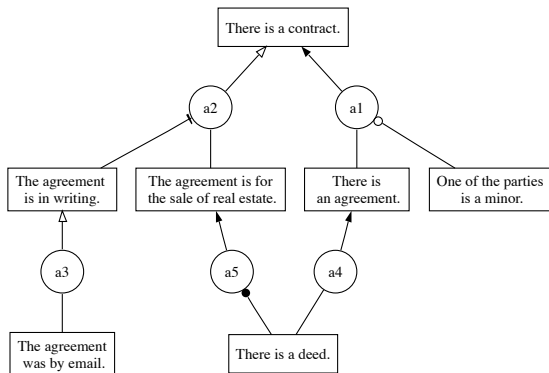 There is a contract.
a2
a1
The agreement
is in writing.
The agreement is for
the sale of real estate.
There is
an agreement.
One of the parties
is a minor.
a3
a5
a4
The agreement
was by email.
There is a deed.